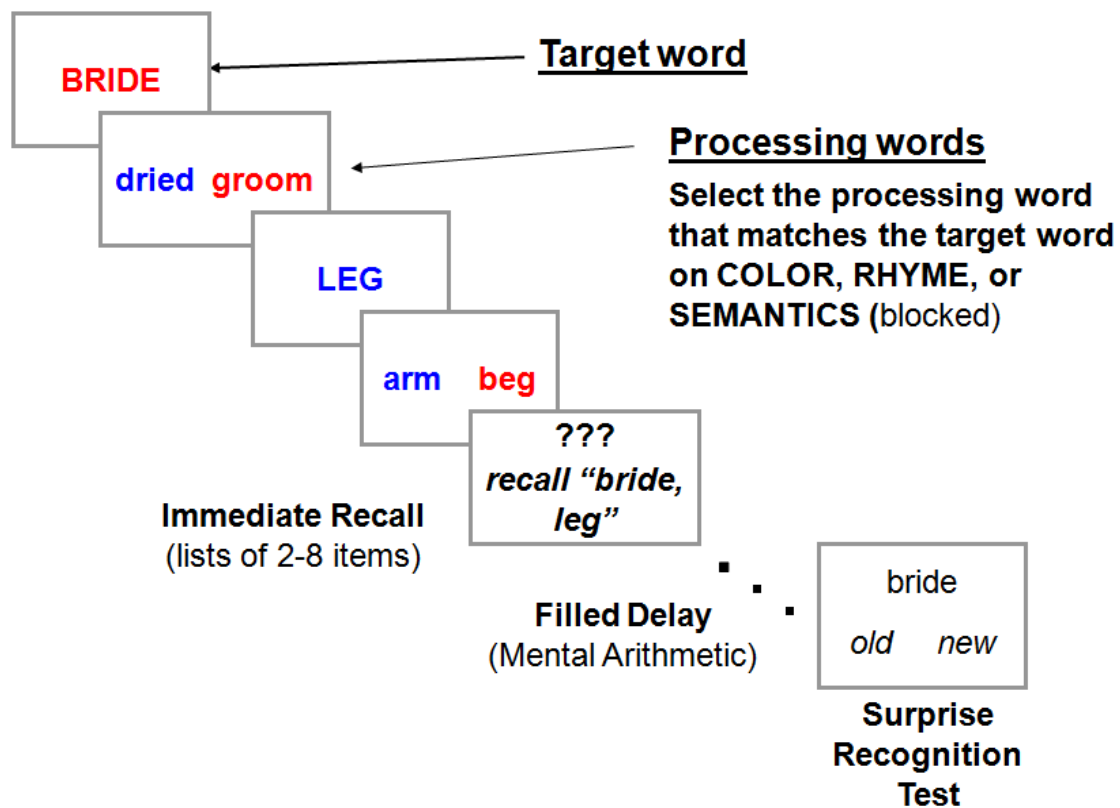 BRIDE
Target word
dried groom
Processing words
Select the processing word
that matches the target word
on COLOR, RHYME, or
SEMANTICS (blocked)
LEG
arm beg
???
recall “bride,
leg”
Immediate Recall
(lists of 2-8 items)
Filled Delay
(Mental Arithmetic)
bride
old new
Surprise
Recognition
Test